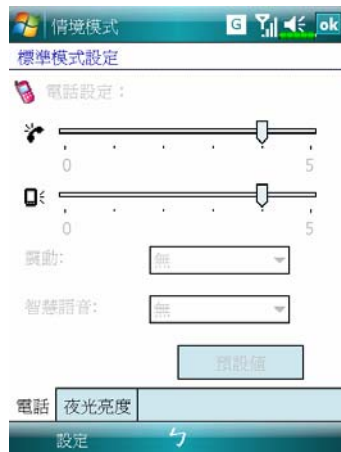 情境模式 G ok
標準模式設定
電話設定：
0 5
0 5
震動: 無
智慧語音: 無
預設值
電話 夜光亮度
設定 ㄅ